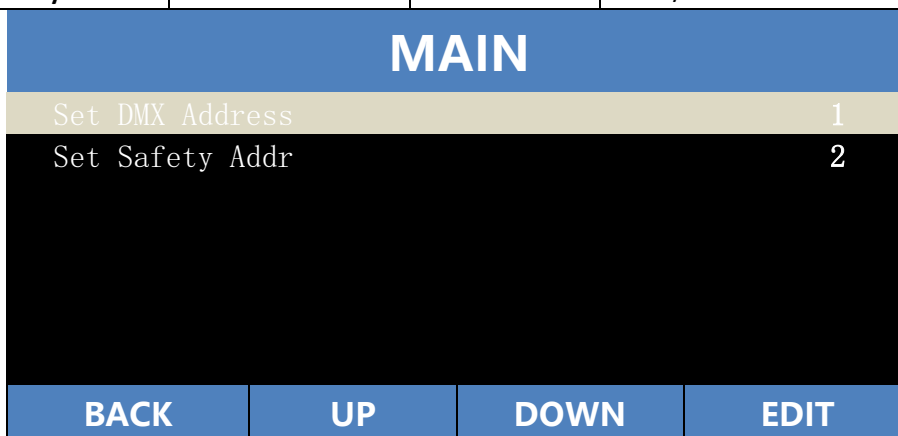 MAIN
Set DMX Address 1
Set Safety Addr 2
BACK UP DOWN EDIT